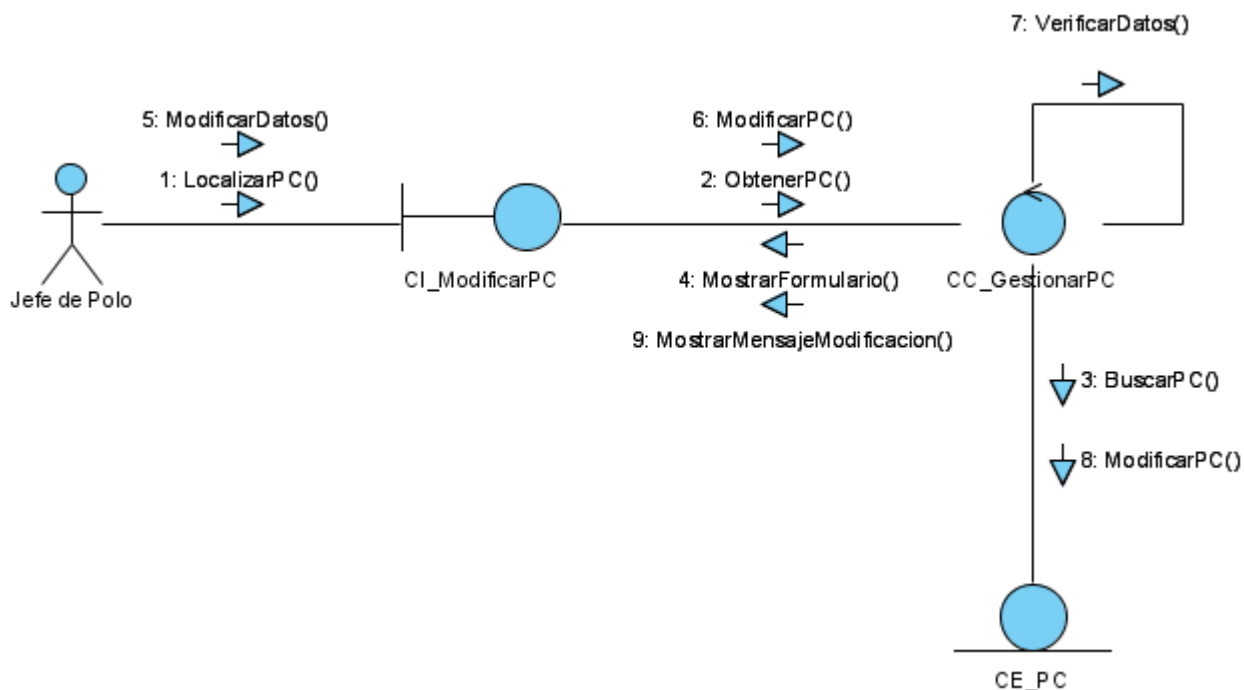 7: VerificarDatos()
5: ModificarDatos()
6: ModificarPC()
1: LocalizarPC()
2: ObtenerPC()
CI_ModificarPC
4: MostrarFormulario()
CC_GestionarPC
Jefe de Polo
9: MostrarMensajeModificacion()
3: BuscarPC()
8: ModificarPC()
CE_PC